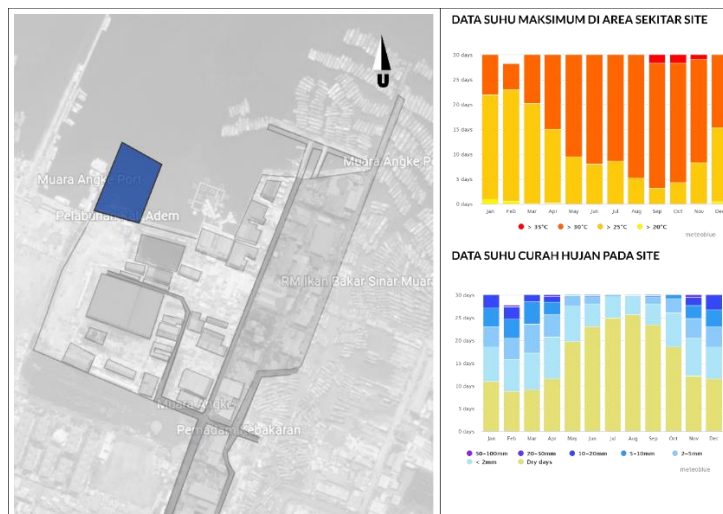 DATA SUHU MAKSIMUM DI AREA SEKITAR SITE
30 days
25 days
20 days
15 days
10 days
5 days
0 days
Jan Feb Mar Apr May Jun Jul Aug Sep Oct Nov Dec
> 35°C > 30°C > 25°C > 20°C
meteoblue
DATA SUHU CURAH HUJAN PADA SITE
30 days
25 days
20 days
15 days
10 days
5 days
0 days
Jan Feb Mar Apr May Jun Jul Aug Sep Oct Nov Dec
50-100mm 20-50mm 10-20mm 5-10mm 2-5mm
< 2mm Dry days
meteoblue
U
Muara Angke Po
Muara Angke Port
Adem
RM Ikan Bakar Sinar Muara
Muara Angke
Pemadam Kebakaran